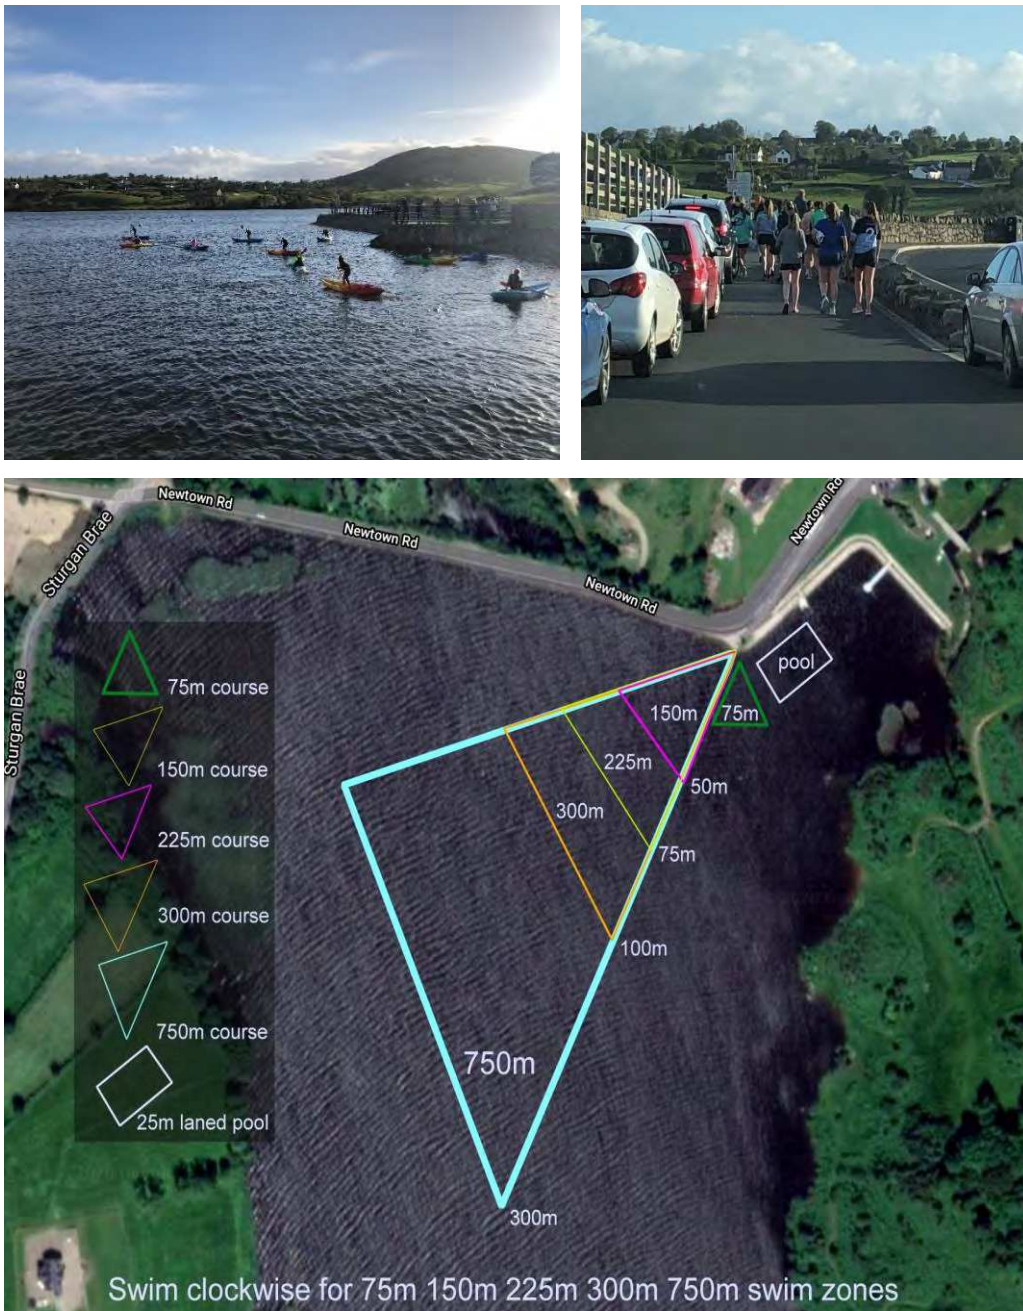 Newtown Rd
Newtown Rd
Newtown Rd
Newtown Rd
Sturgan Brae
Sturgan Brae
pool
150m
75m
225m
50m
300m
75m
100m
750m
300m
75m course
150m course
225m course
300m course
750m course
25m laned pool
Swim clockwise for 75m 150m 225m 300m 750m swim zones